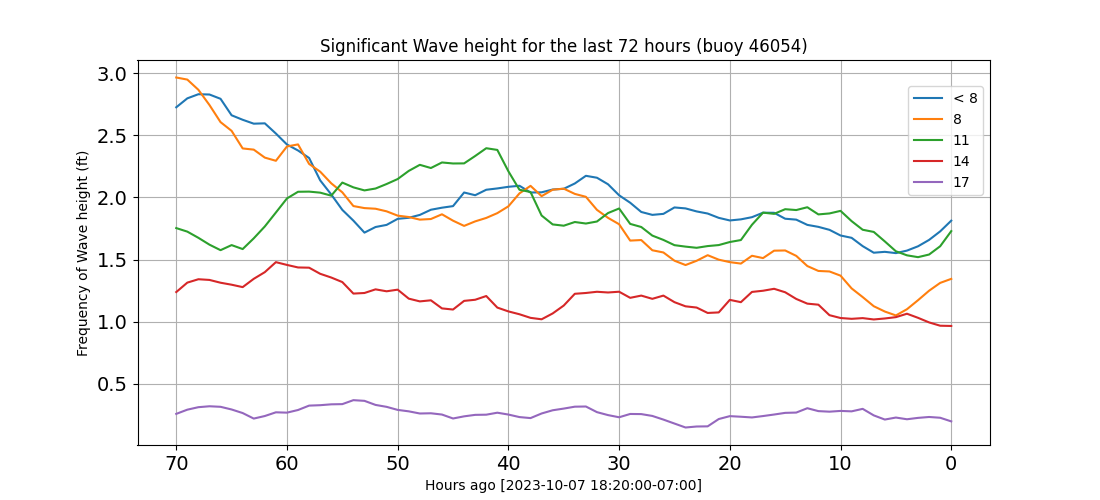 Significant Wave height for the last 72 hours (buoy 46054)
Frequency of Wave height (ft)
3.0
2.5
2.0
1.5
1.0
0.5
< 8
8
11
14
17
70 60 50 40 30 20 10 0
Hours ago [2023-10-07 18:20:00-07:00]